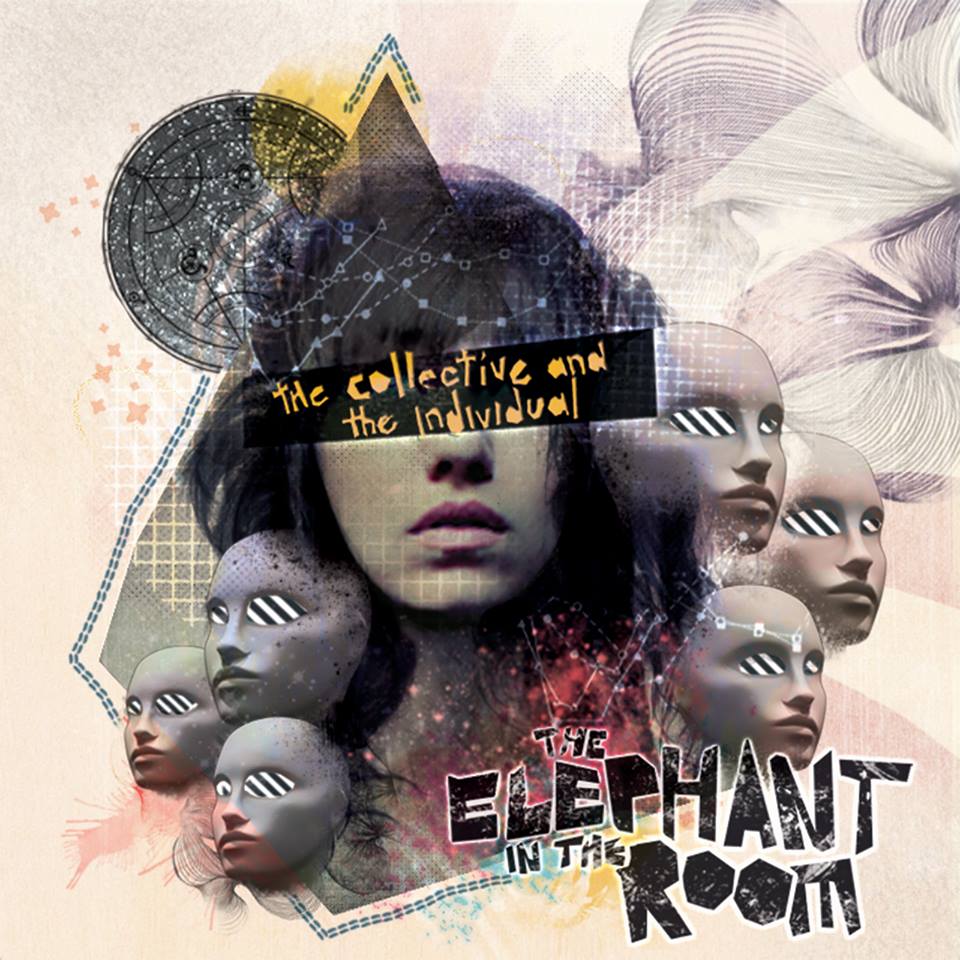 the collective and
the individual
THE
ELEPHANT
IN THE
ROOM